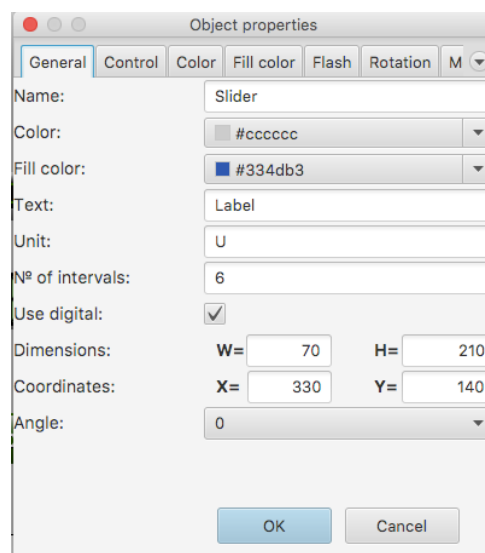 Object properties
General Control Color Fill color Flash Rotation M
Name: Slider
Color: #cccccc
Fill color: #334db3
Text: Label
Unit: U
Nº of intervals: 6
Use digital:
Dimensions: W= 70 H= 210
Coordinates: X= 330 Y= 140
Angle: 0
OK Cancel